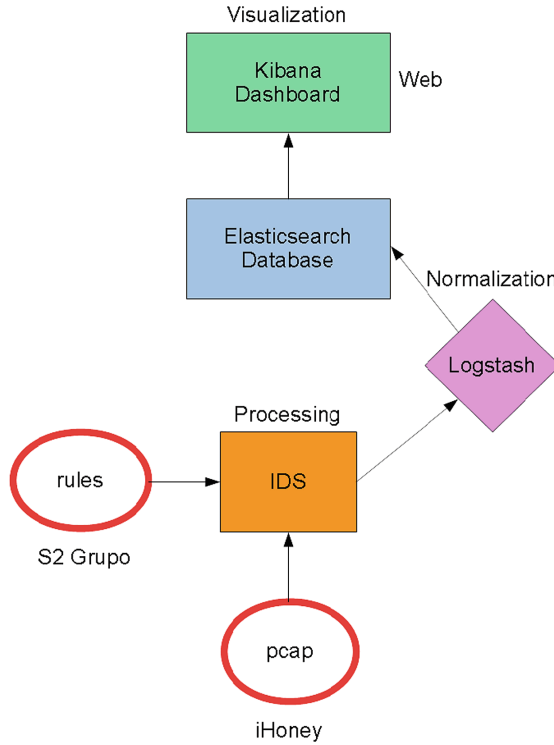 Visualization
Kibana
Dashboard
Web
Elasticsearch
Database
Normalization
Logstash
Processing
rules
IDS
S2 Grupo
pcap
iHoney